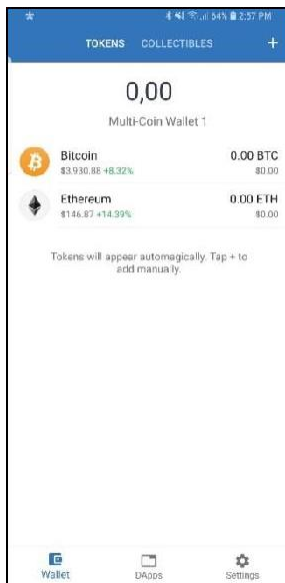 54% 2:57 PM
TOKENS COLLECTIBLES +
0,00
Multi-Coin Wallet 1
Bitcoin 0.00 BTC
$3,930.88 +8.32% $0.00
Ethereum 0.00 ETH
$146.87 +14.39% $0.00
Tokens will appear automagically. Tap + to
add manually.
Wallet DApps Settings